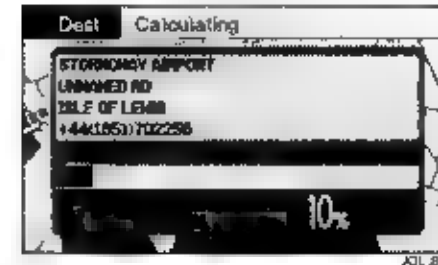 Dest Calculating
STORNOWAY AIRPORT
UNNAMED RD
ISLE OF LEWIS
+44(1851)702256
10%